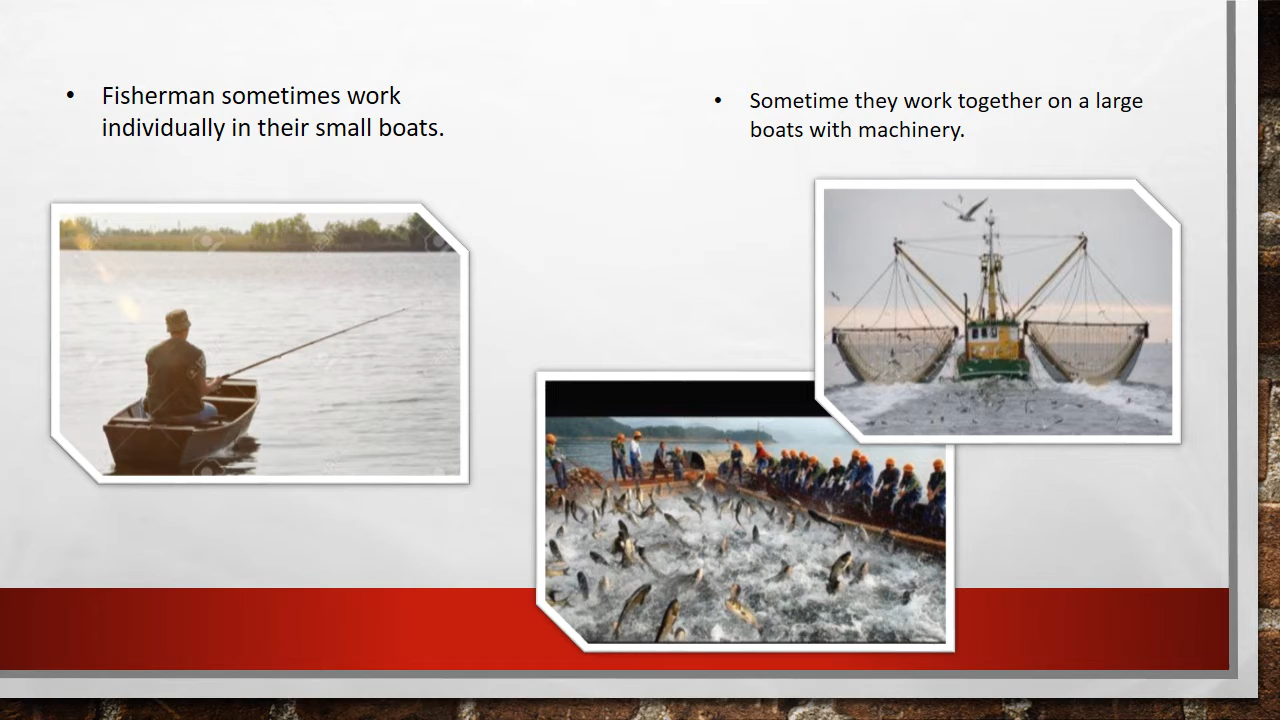 • Fisherman sometimes work
individually in their small boats.
• Sometime they work together on a large
boats with machinery.